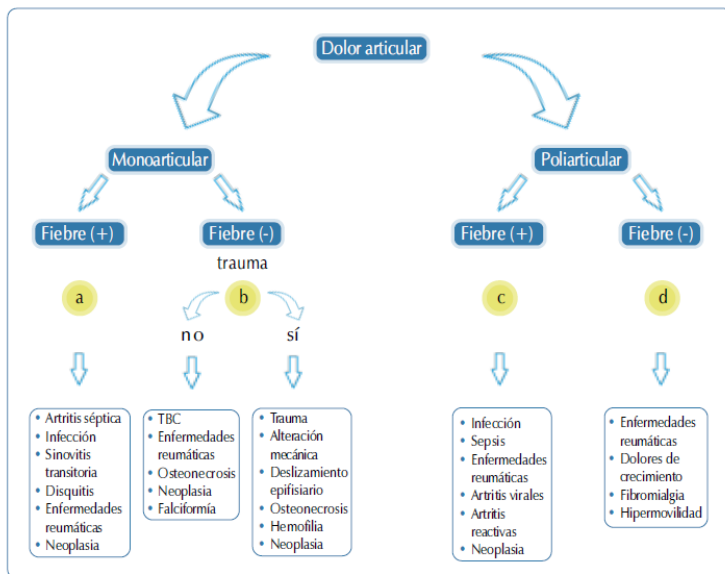 Dolor articular
Monoarticular
Poliarticular
Fiebre (+)
Fiebre (-)
Fiebre (+)
Fiebre (-)
trauma
a
b
c
d
no
sí
• Artritis séptica
• Infección
• Sinovitis
transitoria
• Disquitis
• Enfermedades
reumáticas
• Neoplasia
• TBC
• Enfermedades
reumáticas
• Osteonecrosis
• Neoplasia
• Falciformía
• Trauma
• Alteración
mecánica
• Deslizamiento
epifisiario
• Osteonecrosis
• Hemofilia
• Neoplasia
• Infección
• Sepsis
• Enfermedades
reumáticas
• Artritis virales
• Artritis
reactivas
• Neoplasia
• Enfermedades
reumáticas
• Dolores de
crecimiento
• Fibromialgia
• Hipermovilidad